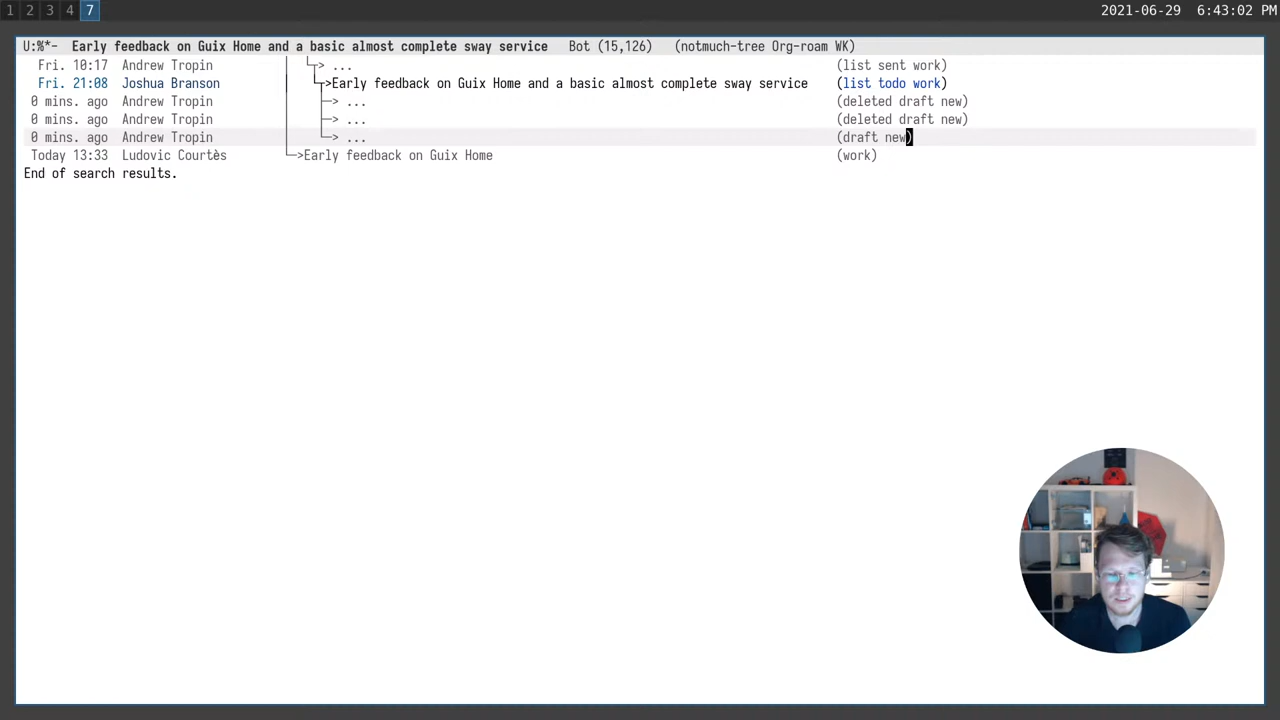 1 2 3 4 7 2021-06-29 6:43:02 PM
U:%*- Early feedback on Guix Home and a basic almost complete sway service Bot (15,126) (notmuch-tree Org-roam WK)
Fri. 10:17 Andrew Tropin │ └┬> ... (list sent work)
Fri. 21:08 Joshua Branson │ └┬>Early feedback on Guix Home and a basic almost complete sway service (list todo work)
0 mins. ago Andrew Tropin │ ├─> ... (deleted draft new)
0 mins. ago Andrew Tropin │ ├─> ... (deleted draft new)
0 mins. ago Andrew Tropin │ └─> ... (draft new)
Today 13:33 Ludovic Courtès └─>Early feedback on Guix Home (work)
End of search results.